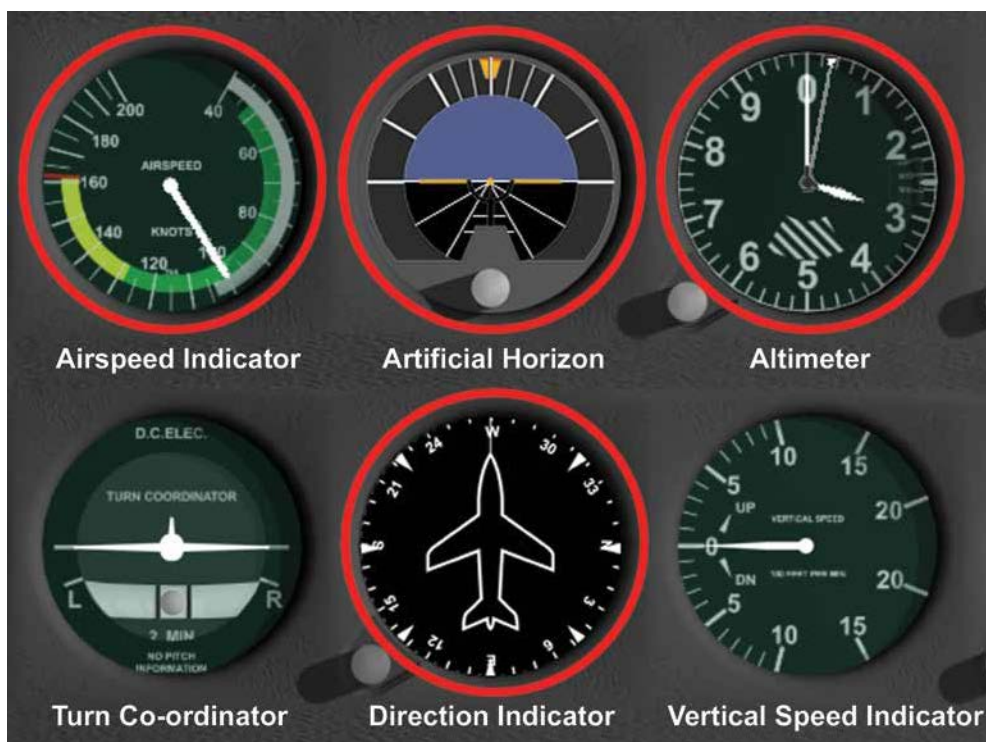 200
40
180
60
AIRSPEED
160
80
KNOTS
140
120
Airspeed Indicator
Artificial Horizon
0
9
1
8
2
7
3
6
4
5
Altimeter
D.C.ELEC.
TURN COORDINATOR
L
R
2 MIN
NO PITCH
INFORMATION
Turn Co-ordinator
W
24
30
21
33
S
N
15
3
12
6
E
Direction Indicator
10
15
5
UP
20
VERTICAL SPEED
0
DN
20
5
10
15
Vertical Speed Indicator